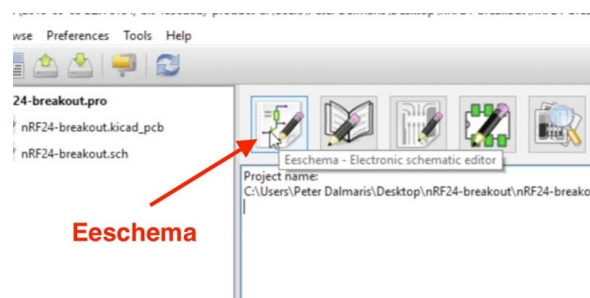 wse Preferences Tools Help
24-breakout.pro
nRF24-breakout.kicad_pcb
nRF24-breakout.sch
Eeschema - Electronic schematic editor
Project name:
C:\Users\Peter Dalmaris\Desktop\nRF24-breakout\nRF24-breako
Eeschema